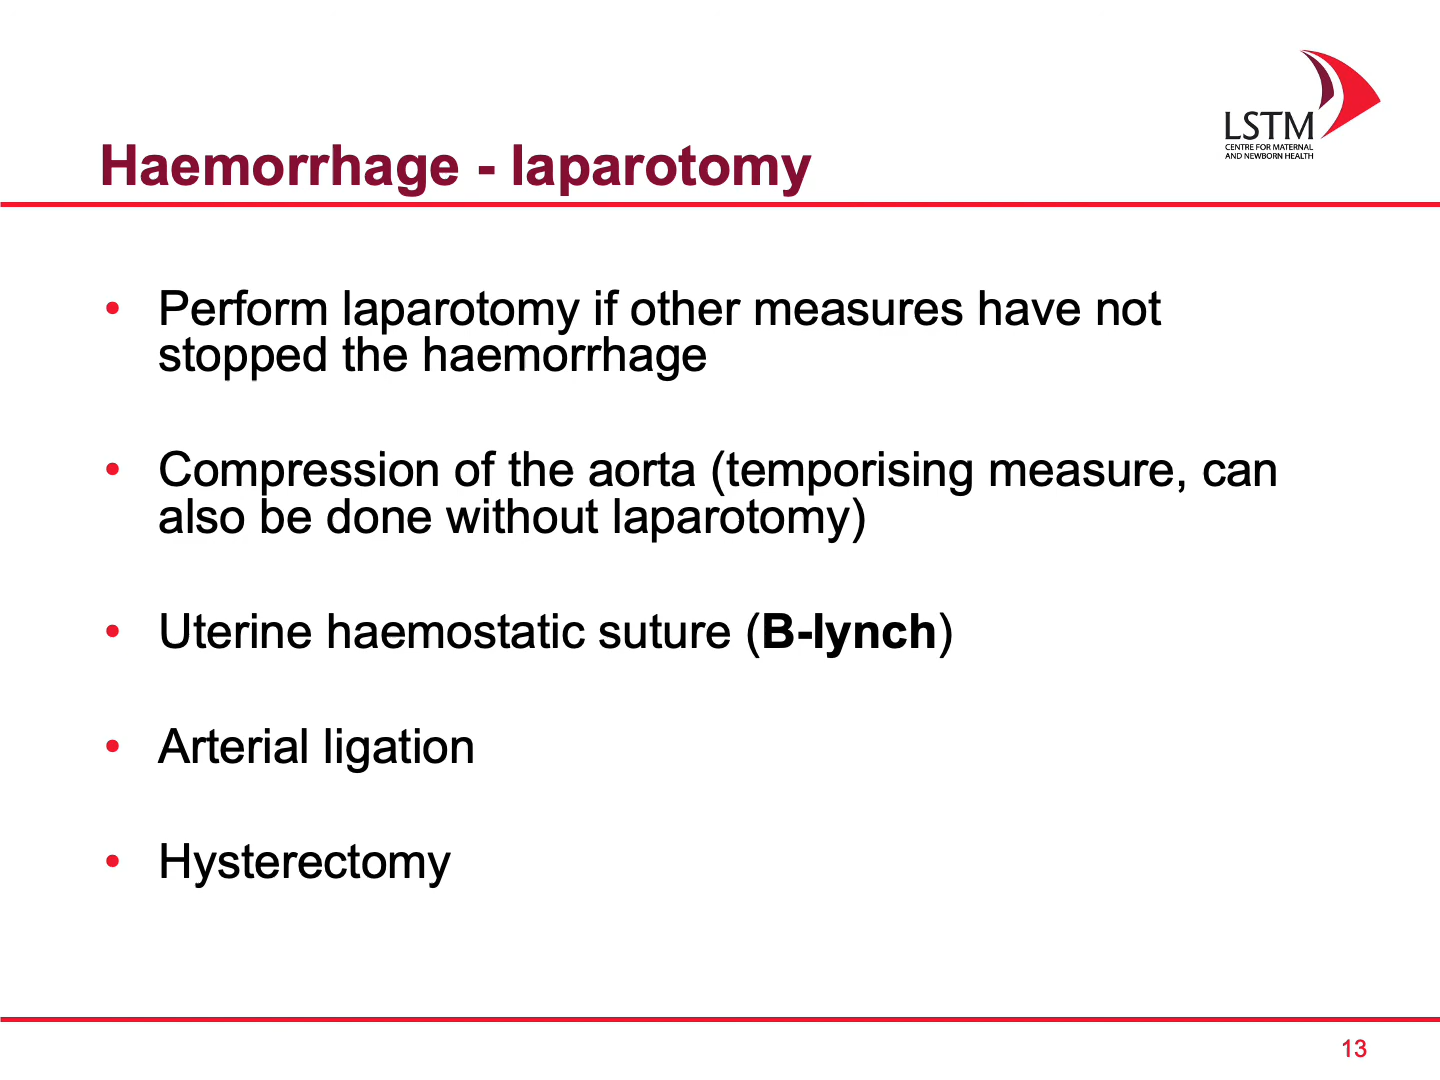 LSTM
CENTRE FOR MATERNAL
AND NEWBORN HEALTH
Haemorrhage - laparotomy
• Perform laparotomy if other measures have not
stopped the haemorrhage
• Compression of the aorta (temporising measure, can
also be done without laparotomy)
• Uterine haemostatic suture (B-lynch)
• Arterial ligation
• Hysterectomy
13